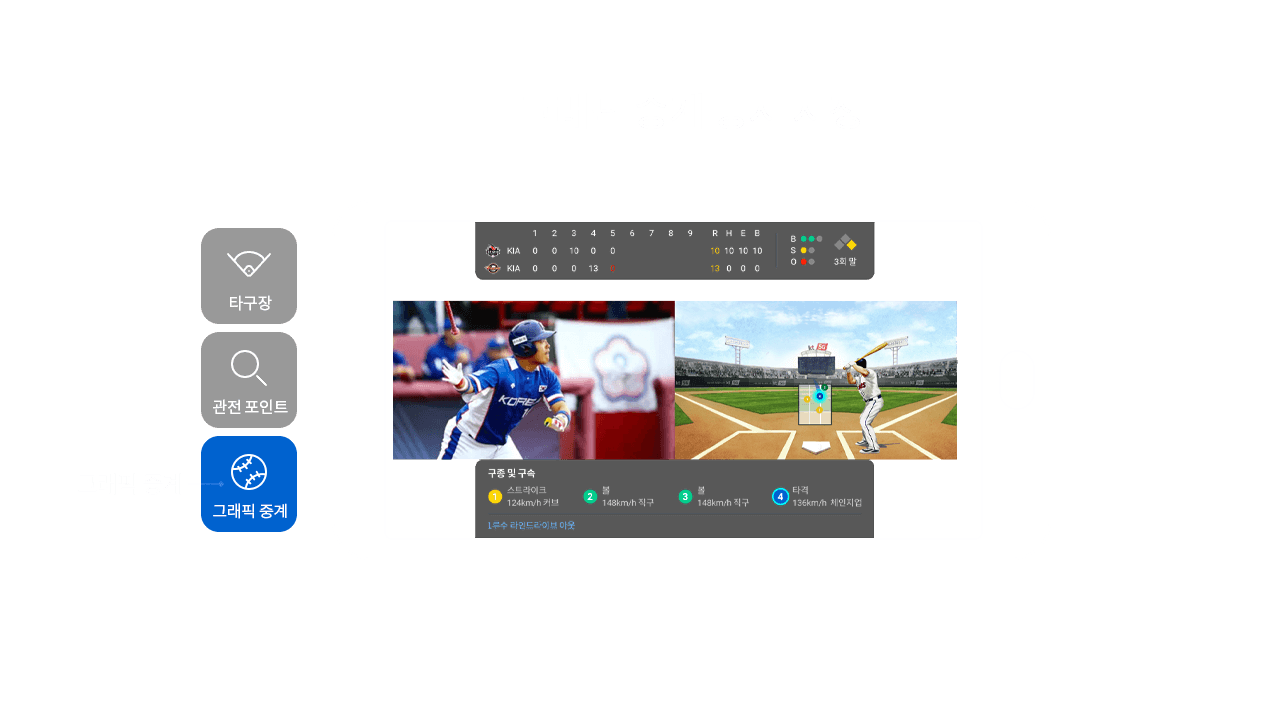 타구장
관전 포인트
그래픽 중계
1 2 3 4 5 6 7 8 9 R H E B
KIA 0 0 10 0 0 10 10 10 10
KIA 0 0 0 13 13 0 0 0
B
S
O
3회 말
KOREA
구종 및 구속
1 스트라이크
124km/h 커브
2 볼
148km/h 직구
3 볼
148km/h 직구
4 타격
136km/h 체인지업
1루수 라인드라이브 아웃